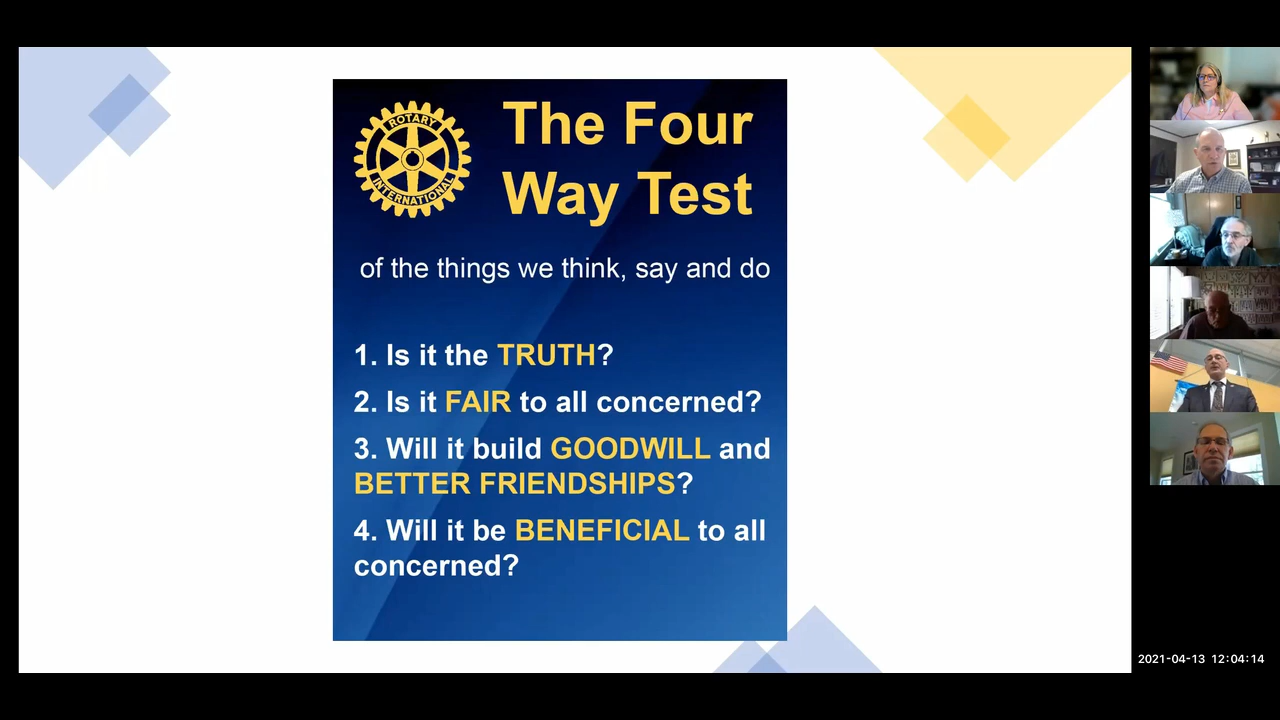 ROTARY
INTERNATIONAL
The Four
Way Test
of the things we think, say and do
1. Is it the TRUTH?
2. Is it FAIR to all concerned?
3. Will it build GOODWILL and
BETTER FRIENDSHIPS?
4. Will it be BENEFICIAL to all
concerned?
2021-04-13 12:04:14